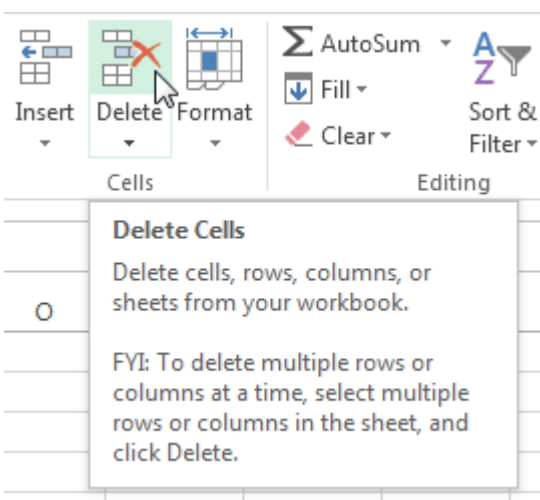 Insert
Delete
Format
Cells
Σ AutoSum
Fill
Clear
A
Z
Sort &
Filter
Editing
O
Delete Cells
Delete cells, rows, columns, or
sheets from your workbook.
FYI: To delete multiple rows or
columns at a time, select multiple
rows or columns in the sheet, and
click Delete.